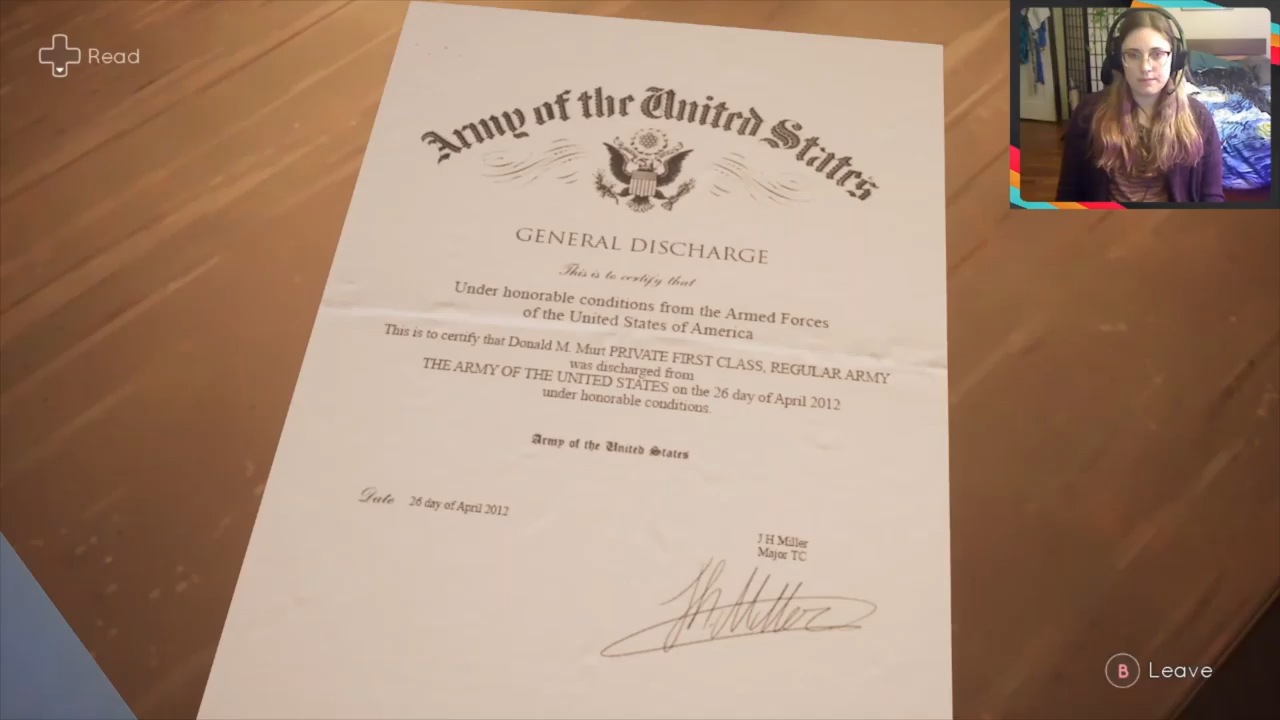 Read
Army of the United States
GENERAL DISCHARGE
This is to certify that
Under honorable conditions from the Armed Forces
of the United States of America
This is to certify that Donald M. Murt PRIVATE FIRST CLASS, REGULAR ARMY
was discharged from
THE ARMY OF THE UNITED STATES on the 26 day of April 2012
under honorable conditions.
Army of the United States
Date 26 day of April 2012
J H Miller
Major TC
J h Miller
B Leave